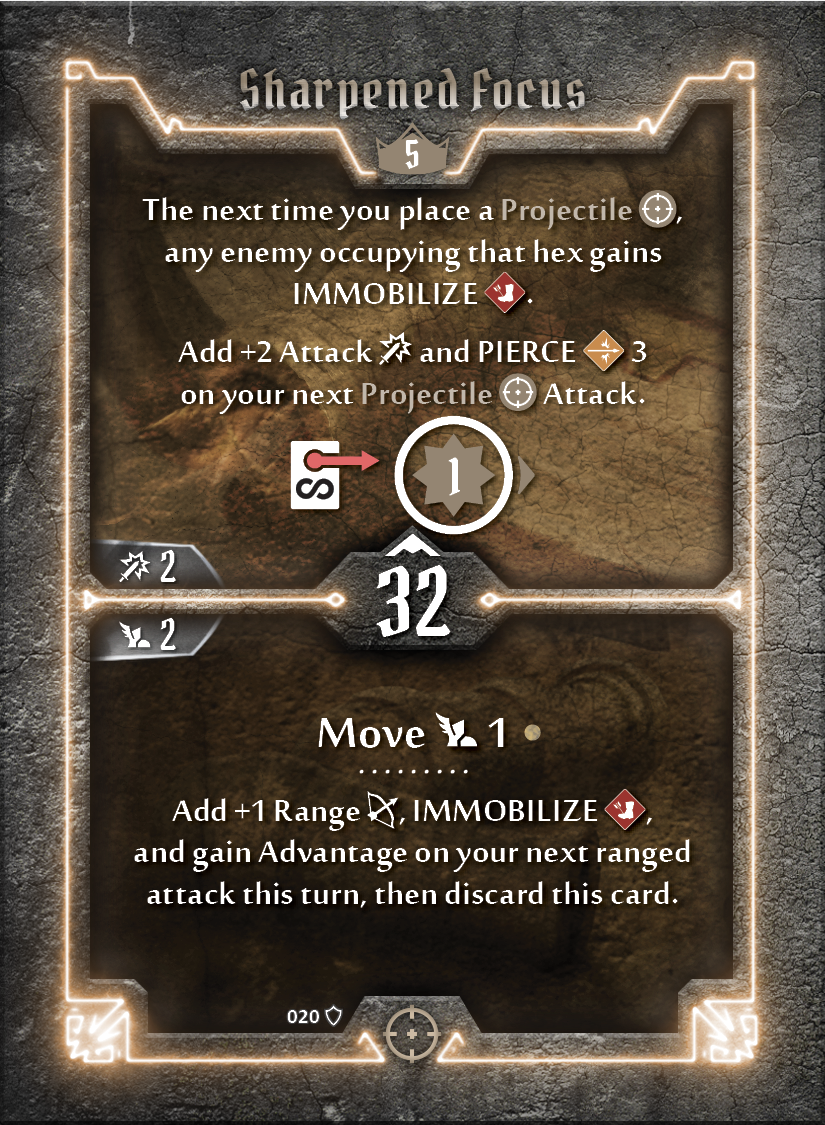 Sharpened Focus
5
The next time you place a Projectile,
any enemy occupying that hex gains
IMMOBILIZE.
Add +2 Attack and PIERCE 3
on your next Projectile Attack.
1
2
32
2
Move 1
Add +1 Range, IMMOBILIZE,
and gain Advantage on your next ranged
attack this turn, then discard this card.
020